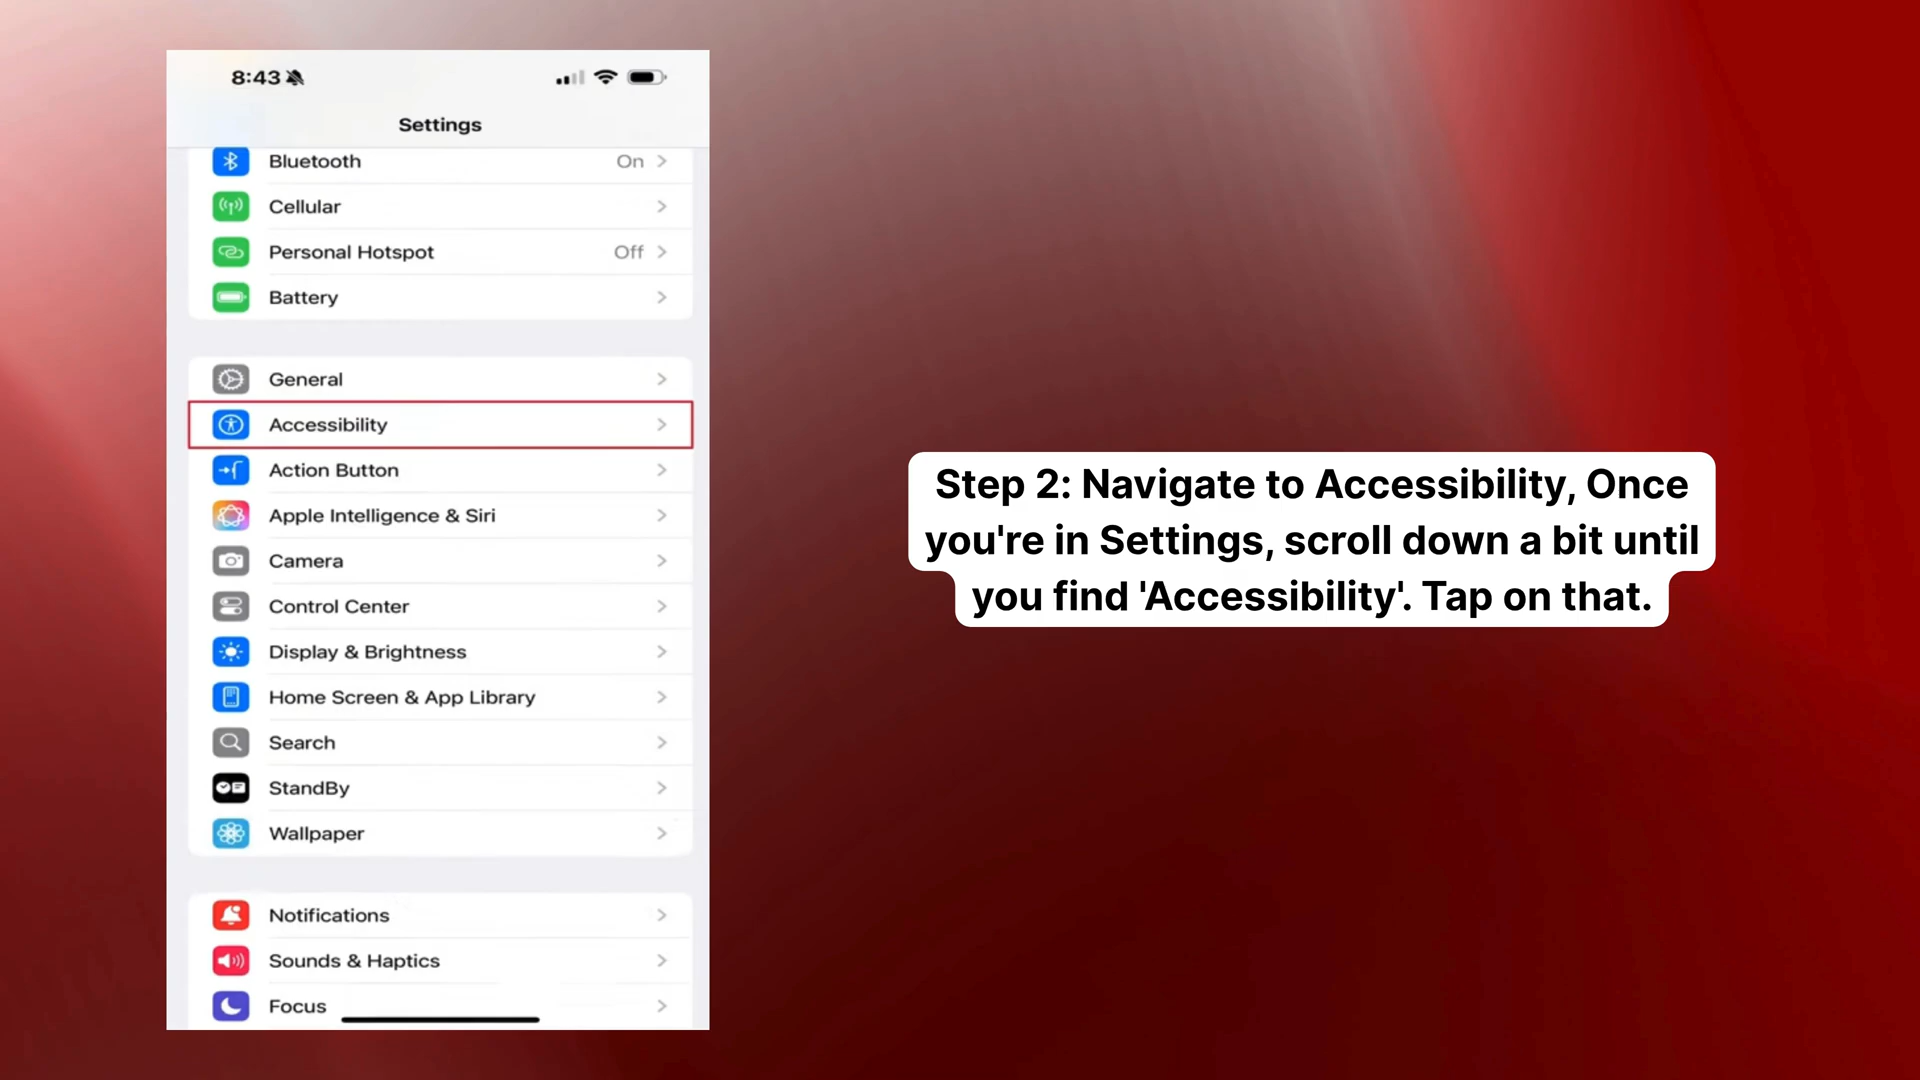 8:43
Settings
Bluetooth On
Cellular
Personal Hotspot Off
Battery
General
Accessibility
Action Button
Apple Intelligence & Siri
Camera
Control Center
Display & Brightness
Home Screen & App Library
Search
StandBy
Wallpaper
Notifications
Sounds & Haptics
Focus
Step 2: Navigate to Accessibility, Once
you're in Settings, scroll down a bit until
you find 'Accessibility'. Tap on that.